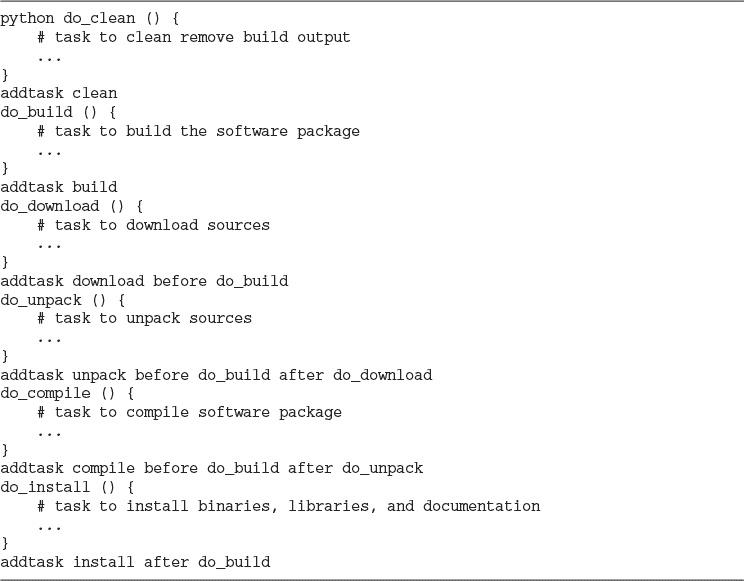 python do_clean () {
    # task to clean remove build output
    ...
}
addtask clean
do_build () {
    # task to build the software package
    ...
}
addtask build
do_download () {
    # task to download sources
    ...
}
addtask download before do_build
do_unpack () {
    # task to unpack sources
    ...
}
addtask unpack before do_build after do_download
do_compile () {
    # task to compile software package
    ...
}
addtask compile before do_build after do_unpack
do_install () {
    # task to install binaries, libraries, and documentation
    ...
}
addtask install after do_build